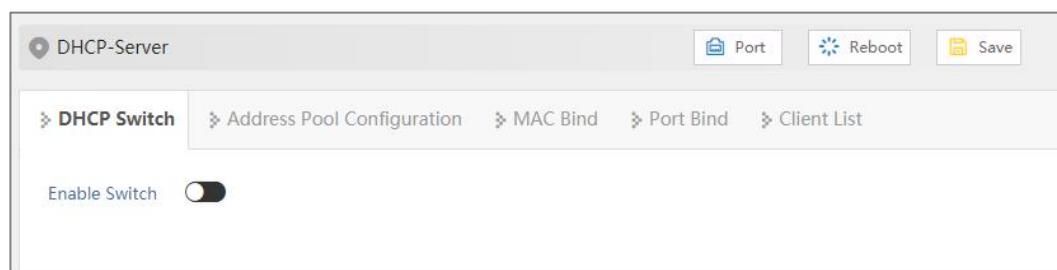 DHCP-Server Port Reboot Save
DHCP Switch Address Pool Configuration MAC Bind Port Bind Client List
Enable Switch